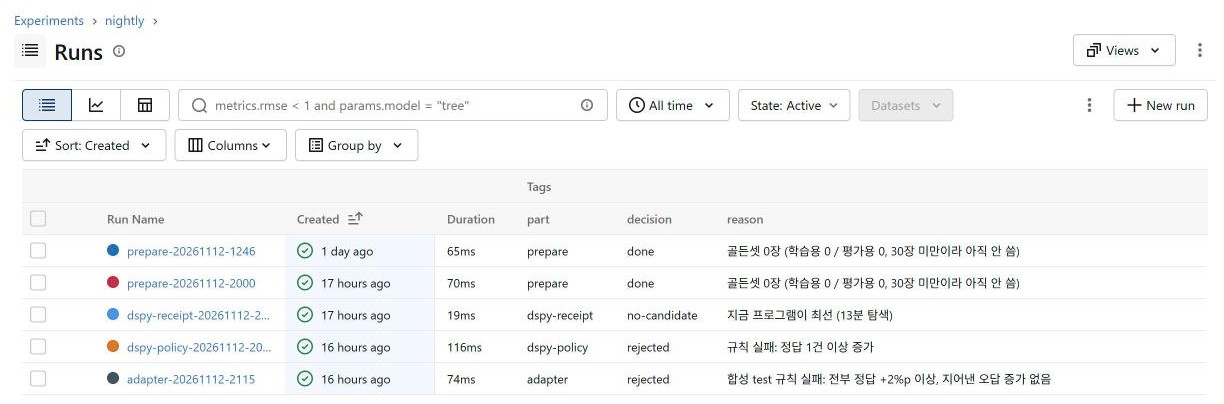 Experiments > nightly >
Runs
Views
metrics.rmse < 1 and params.model = "tree"
All time
State: Active
Datasets
New run
Sort: Created
Columns
Group by
Tags
Run Name Created Duration part decision reason
prepare-20261112-1246 1 day ago 65ms prepare done 골든셋 0장 (학습용 0 / 평가용 0, 30장 미만이라 아직 안 씀)
prepare-20261112-2000 17 hours ago 70ms prepare done 골든셋 0장 (학습용 0 / 평가용 0, 30장 미만이라 아직 안 씀)
dspy-receipt-20261112-2... 17 hours ago 19ms dspy-receipt no-candidate 지금 프로그램이 최선 (13분 탐색)
dspy-policy-20261112-20... 16 hours ago 116ms dspy-policy rejected 규칙 실패: 정답 1건 이상 증가
adapter-20261112-2115 16 hours ago 74ms adapter rejected 합성 test 규칙 실패: 전부 정답 +2%p 이상, 지어낸 오답 증가 없음